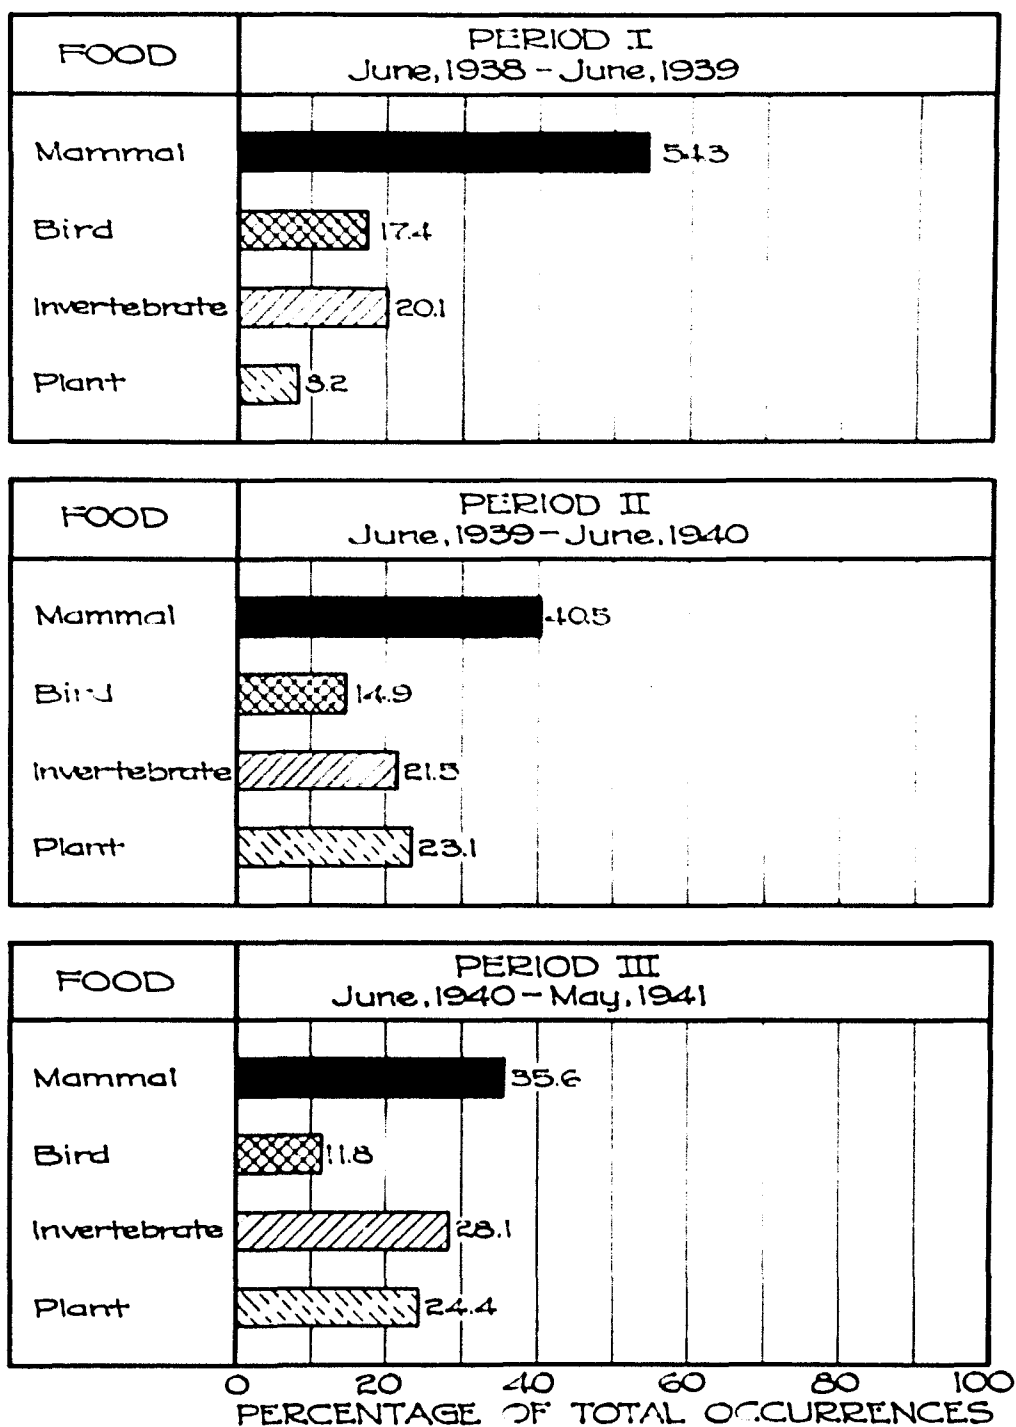 FOOD
PERIOD I
June, 1938 – June, 1939
Mammal
54.3
Bird
17.4
Invertebrate
20.1
Plant
8.2
FOOD
PERIOD II
June, 1939 – June, 1940
Mammal
40.5
Bird
14.9
Invertebrate
21.5
Plant
23.1
FOOD
PERIOD III
June, 1940 – May, 1941
Mammal
35.6
Bird
11.8
Invertebrate
28.1
Plant
24.4
0 20 40 60 80 100
PERCENTAGE OF TOTAL OCCURRENCES